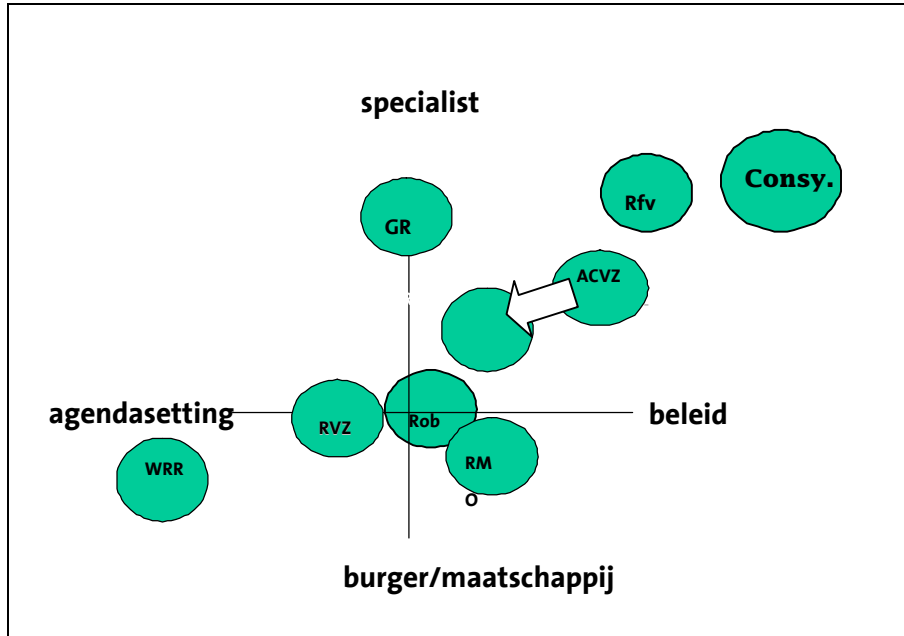 specialist
Consy.
Rfv
GR
ACVZ
agendasetting
beleid
RVZ
Rob
WRR
RM
O
burger/maatschappij